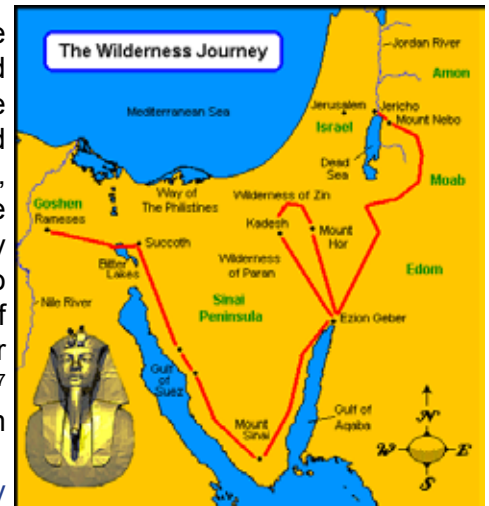 The Wilderness Journey
Jordan River
Amon
Mediterranean Sea
Jerusalem
Jericho
Mount Nebo
Israel
Dead
Sea
Moab
Goshen
Rameses
Way of
The Philistines
Wilderness of Zin
Kadesh
Mount
Hor
Succoth
Bitter
Lakes
Wilderness
of Paran
Edom
Nile River
Sinai
Peninsula
Ezion Geber
Gulf
of
Suez
Mount
Sinai
Gulf of
Aqaba
N
W
E
S